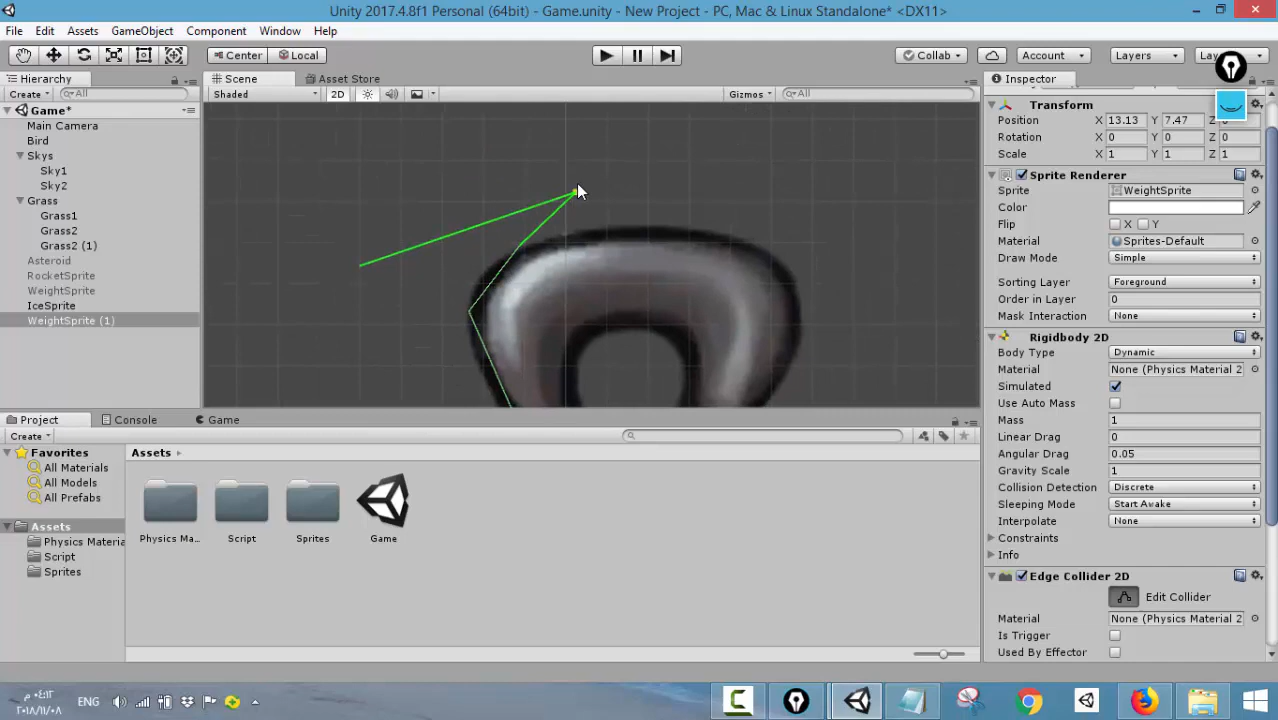 Unity 2017.4.8f1 Personal (64bit) - Game.unity - New Project - PC, Mac & Linux Standalone* <DX11>
File Edit Assets GameObject Component Window Help
Center Local Collab Account Layers
Hierarchy Scene Asset Store Inspector
Create All Shaded 2D Gizmos All
Game*
Main Camera
Bird
Skys
Sky1
Sky2
Grass
Grass1
Grass2
Grass2 (1)
Asteroid
RocketSprite
WeightSprite
IceSprite
WeightSprite (1)
Transform
Position X 13.13 Y 7.47 Z
Rotation X 0 Y 0 Z 0
Scale X 1 Y 1 Z 1
Sprite Renderer
Sprite WeightSprite
Color
Flip X Y
Material Sprites-Default
Draw Mode Simple
Sorting Layer Foreground
Order in Layer 0
Mask Interaction None
Rigidbody 2D
Body Type Dynamic
Material None (Physics Material 2
Simulated
Use Auto Mass
Mass 1
Linear Drag 0
Angular Drag 0.05
Gravity Scale 1
Collision Detection Discrete
Sleeping Mode Start Awake
Interpolate None
Constraints
Info
Edge Collider 2D
Edit Collider
Material None (Physics Material 2
Is Trigger
Used By Effector
Project Console Game
Create
Favorites
All Materials
All Models
All Prefabs
Assets
Physics Materia
Script
Sprites
Assets
Physics Ma... Script Sprites Game
ENG
٠٤:١٢ م
٢٠١٨/١١/٠٨